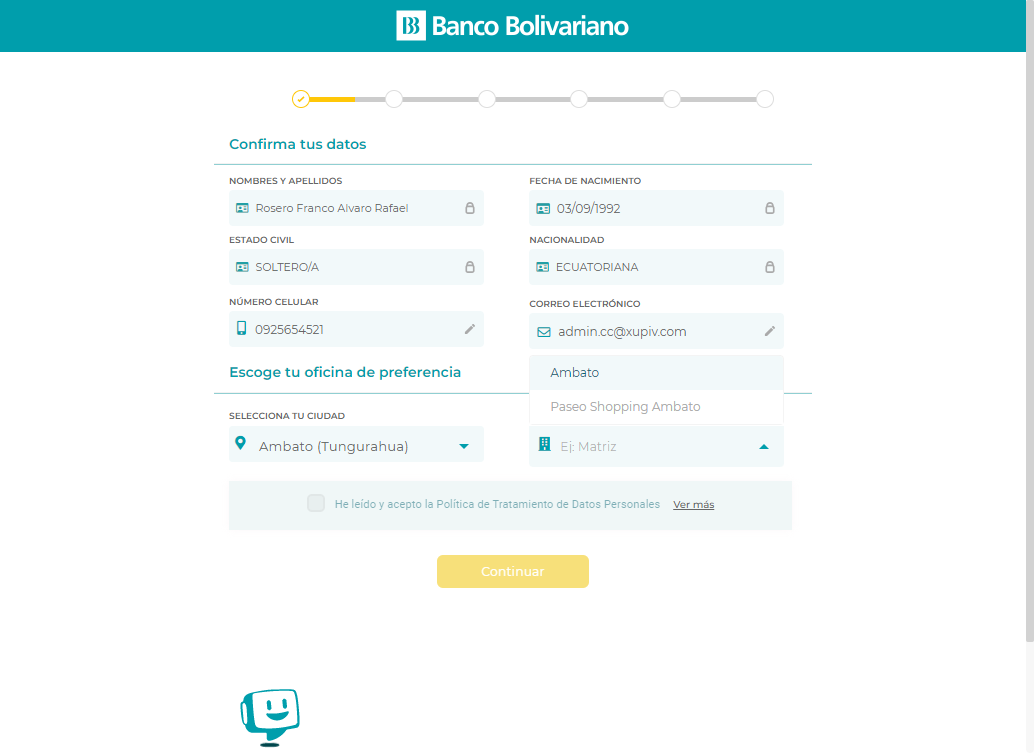 Banco Bolivariano
Confirma tus datos
NOMBRES Y APELLIDOS
Rosero Franco Alvaro Rafael
FECHA DE NACIMIENTO
03/09/1992
ESTADO CIVIL
SOLTERO/A
NACIONALIDAD
ECUATORIANA
NÚMERO CELULAR
0925654521
CORREO ELECTRÓNICO
admin.cc@xupiv.com
Escoge tu oficina de preferencia
Ambato
Paseo Shopping Ambato
SELECCIONA TU CIUDAD
Ambato (Tungurahua)
Ej: Matriz
He leído y acepto la Política de Tratamiento de Datos Personales Ver más
Continuar